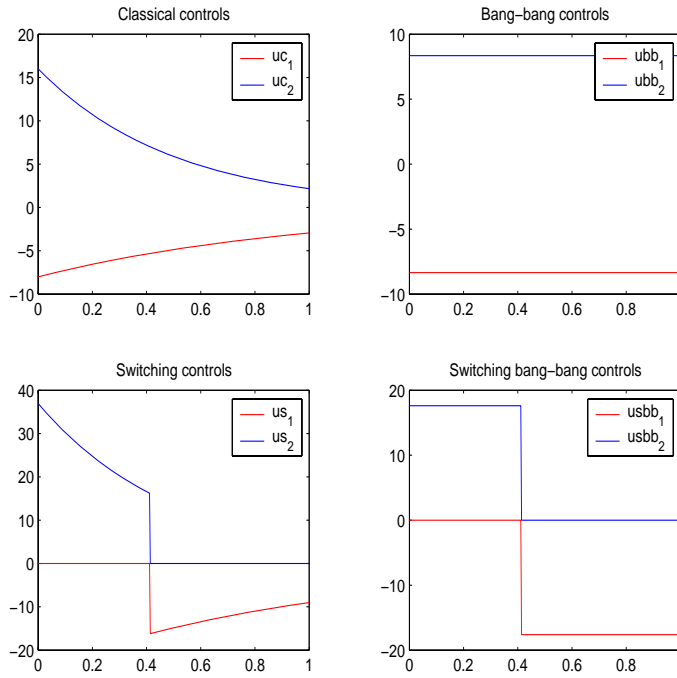 Classical controls
20
15
10
5
0
−5
−10
0 0.2 0.4 0.6 0.8 1
uc1
uc2
Bang−bang controls
10
5
0
−5
−10
0 0.2 0.4 0.6 0.8
ubb1
ubb2
Switching controls
40
30
20
10
0
−10
−20
0 0.2 0.4 0.6 0.8 1
us1
us2
Switching bang−bang controls
20
10
0
−10
−20
0 0.2 0.4 0.6 0.8
usbb1
usbb2